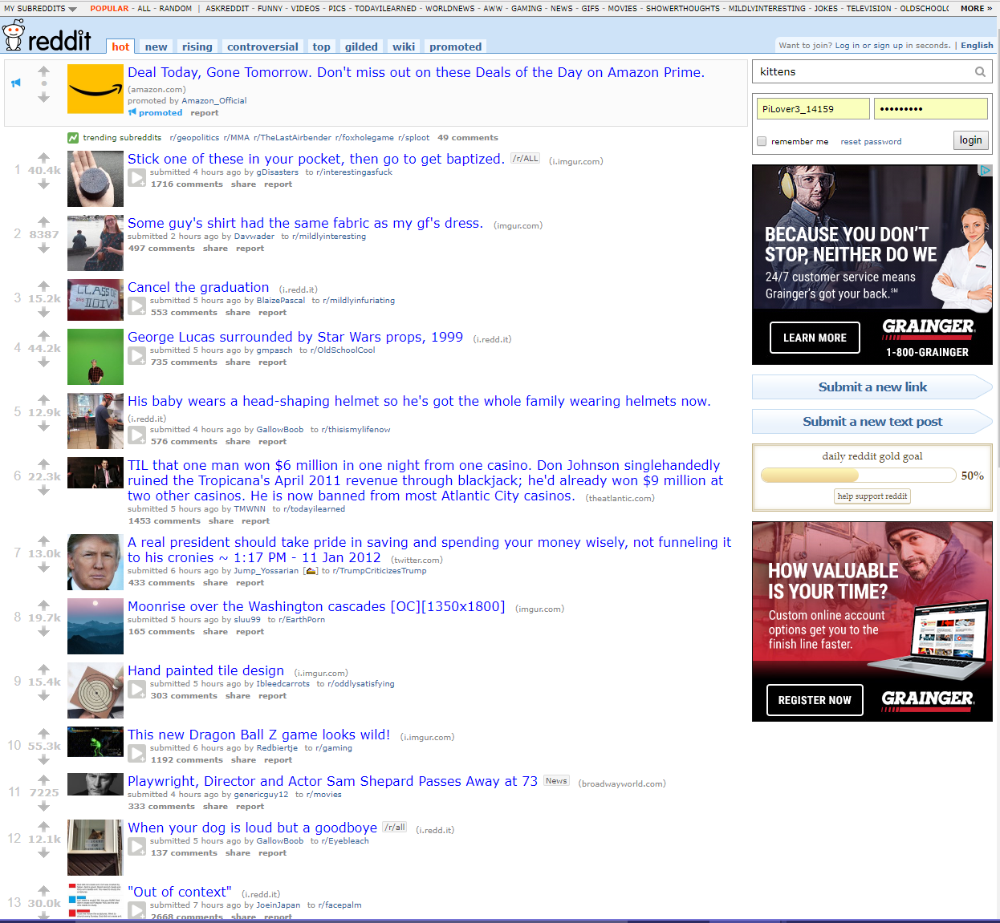 MY SUBREDDITS POPULAR - ALL - RANDOM | ASKREDDIT - FUNNY - VIDEOS - PICS - TODAYILEARNED - WORLDNEWS - AWW - GAMING - NEWS - GIFS - MOVIES - SHOWERTHOUGHTS - MILDLYINTERESTING - JOKES - TELEVISION - OLDSCHOOLC MORE »
reddit hot new rising controversial top gilded wiki promoted
Want to join? Log in or sign up in seconds. | English
Deal Today, Gone Tomorrow. Don't miss out on these Deals of the Day on Amazon Prime.
(amazon.com)
promoted by Amazon_Official
promoted report
trending subreddits r/geopolitics r/MMA r/TheLastAirbender r/foxholegame r/sploot 49 comments
1 40.4k
Stick one of these in your pocket, then go to get baptized. /r/ALL (i.imgur.com)
submitted 4 hours ago by gDisasters to r/interestingasfuck
1716 comments share report
2 8387
Some guy's shirt had the same fabric as my gf's dress. (imgur.com)
submitted 2 hours ago by Davwader to r/mildlyinteresting
497 comments share report
3 15.2k
CLASS OF
IIDIV
Cancel the graduation (i.redd.it)
submitted 5 hours ago by BlaizePascal to r/mildlyinfuriating
553 comments share report
4 44.2k
George Lucas surrounded by Star Wars props, 1999 (i.redd.it)
submitted 5 hours ago by gmpasch to r/OldSchoolCool
735 comments share report
5 12.9k
His baby wears a head-shaping helmet so he's got the whole family wearing helmets now.
(i.redd.it)
submitted 4 hours ago by GallowBoob to r/thisismylifenow
576 comments share report
6 22.3k
TIL that one man won $6 million in one night from one casino. Don Johnson singlehandedly
ruined the Tropicana's April 2011 revenue through blackjack; he'd already won $9 million at
two other casinos. He is now banned from most Atlantic City casinos. (theatlantic.com)
submitted 5 hours ago by TMWNN to r/todayilearned
1453 comments share report
7 13.0k
A real president should take pride in saving and spending your money wisely, not funneling it
to his cronies ~ 1:17 PM - 11 Jan 2012 (twitter.com)
submitted 6 hours ago by Jump_Yossarian [] to r/TrumpCriticizesTrump
433 comments share report
8 19.7k
Moonrise over the Washington cascades [OC][1350x1800] (imgur.com)
submitted 5 hours ago by sluu99 to r/EarthPorn
165 comments share report
9 15.4k
Hand painted tile design (i.imgur.com)
submitted 5 hours ago by Ibleedcarrots to r/oddlysatisfying
303 comments share report
10 55.3k
This new Dragon Ball Z game looks wild! (i.imgur.com)
submitted 6 hours ago by Redbiertje to r/gaming
1192 comments share report
11 7225
Playwright, Director and Actor Sam Shepard Passes Away at 73 News (broadwayworld.com)
submitted 4 hours ago by genericguy12 to r/movies
333 comments share report
12 12.1k
When your dog is loud but a goodboye /r/all (i.redd.it)
submitted 5 hours ago by GallowBoob to r/Eyebleach
137 comments share report
13 30.0k
"Out of context" (i.redd.it)
submitted 7 hours ago by JoeinJapan to r/facepalm
2668 comments share report
kittens
PiLover3_14159 •••••••••
remember me reset password login
BECAUSE YOU DON'T
STOP, NEITHER DO WE
24/7 customer service means
Grainger's got your back.℠
LEARN MORE
GRAINGER®
1-800-GRAINGER
Submit a new link
Submit a new text post
daily reddit gold goal
50%
help support reddit
HOW VALUABLE
IS YOUR TIME?
Custom online account
options get you to the
finish line faster.
REGISTER NOW
GRAINGER®